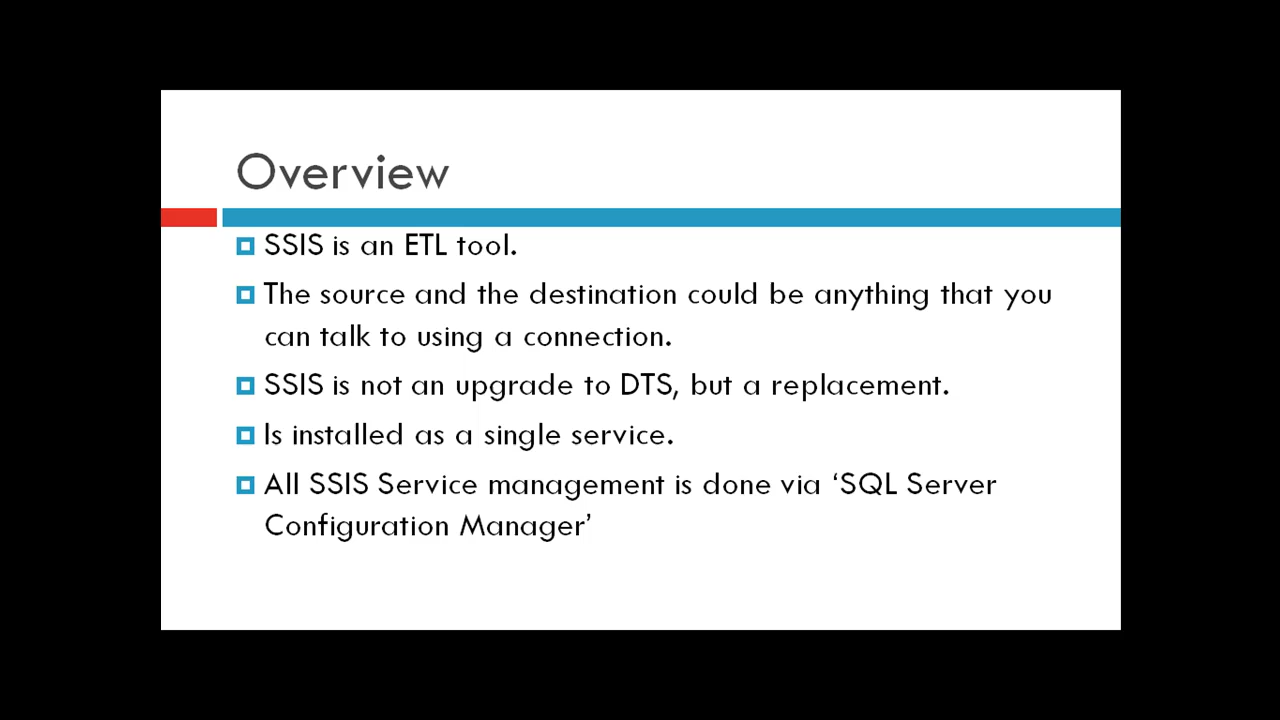 Overview
SSIS is an ETL tool.
The source and the destination could be anything that you
can talk to using a connection.
SSIS is not an upgrade to DTS, but a replacement.
Is installed as a single service.
All SSIS Service management is done via ‘SQL Server
Configuration Manager’